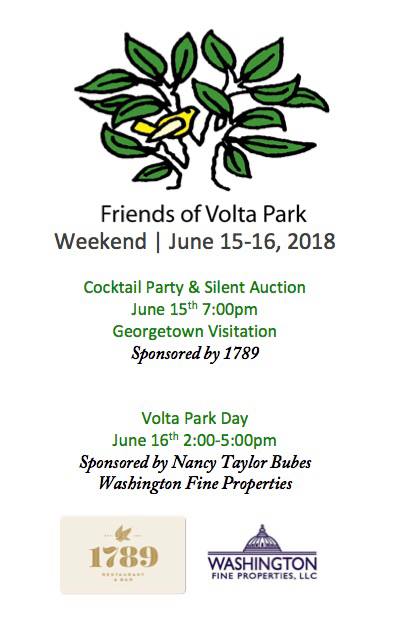 Friends of Volta Park
Weekend | June 15-16, 2018
Cocktail Party & Silent Auction
June 15th 7:00pm
Georgetown Visitation
Sponsored by 1789
Volta Park Day
June 16th 2:00-5:00pm
Sponsored by Nancy Taylor Bubes
Washington Fine Properties
1789
RESTAURANT
& BAR
WASHINGTON
FINE PROPERTIES, LLC